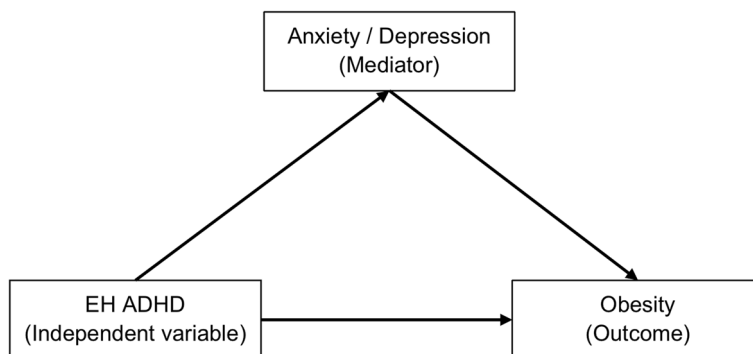 Anxiety / Depression
(Mediator)
EH ADHD
(Independent variable)
Obesity
(Outcome)